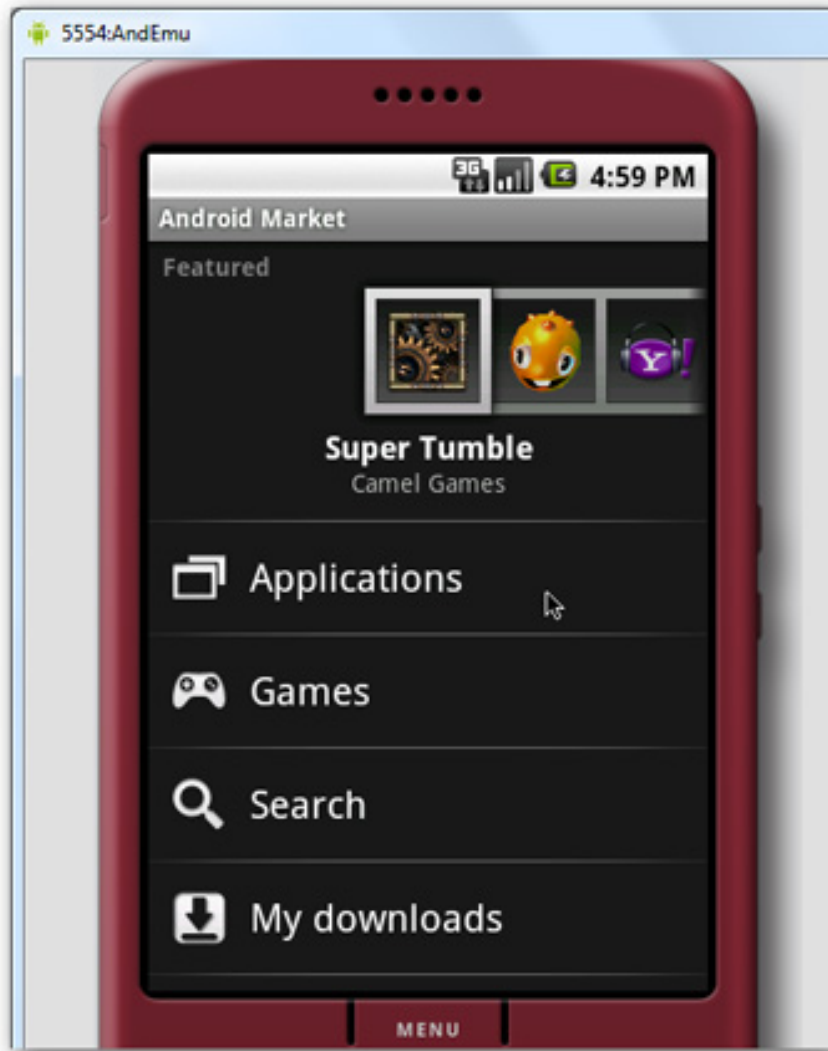 5554:AndEmu
3G 4:59 PM
Android Market
Featured
Y!
Super Tumble
Camel Games
Applications
Games
Search
My downloads
MENU